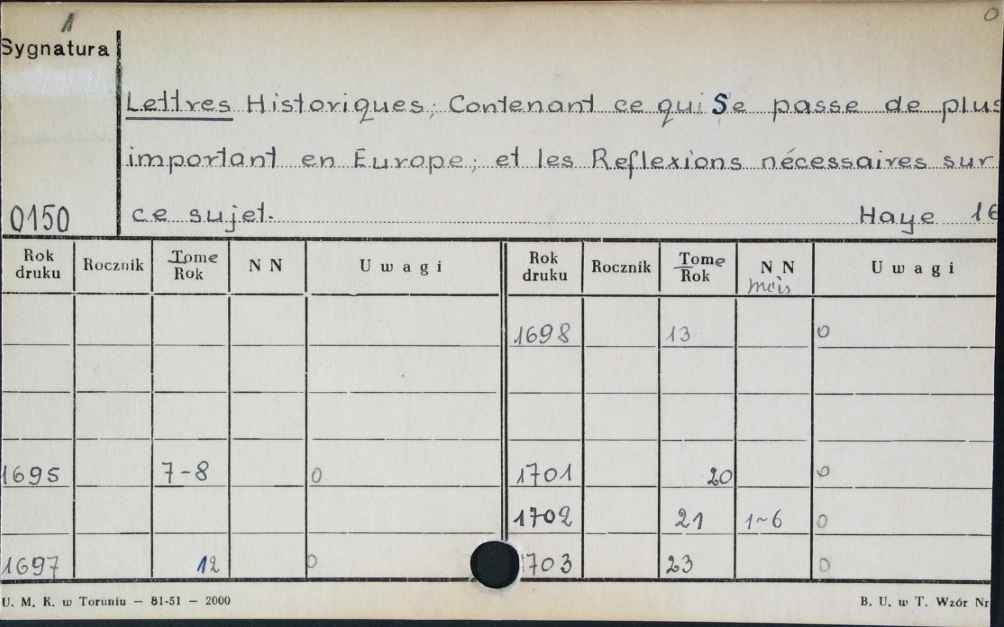 1
0
Sygnatura
Lettres Historiques; Contenant ce qui Se passe de plus
important en Europe; et les Reflexions nécessaires sur
0150 ce sujet. Haye 16
Rok druku Rocznik Tome Rok N N Uwagi Rok druku Rocznik Tome Rok N N mois Uwagi
1698 13 0
1695 7-8 0 1701 20 0
1702 21 1~6 0
1697 12 0 1703 23 0
U. M. K. w Toruniu — 81-51 — 2000 B. U. w T. Wzór Nr